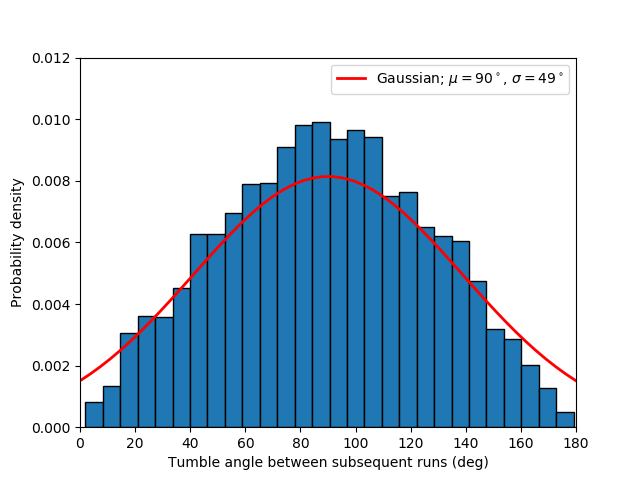 Gaussian; μ = 90°, σ = 49°
Probability density
0.012
0.010
0.008
0.006
0.004
0.002
0.000
0 20 40 60 80 100 120 140 160 180
Tumble angle between subsequent runs (deg)